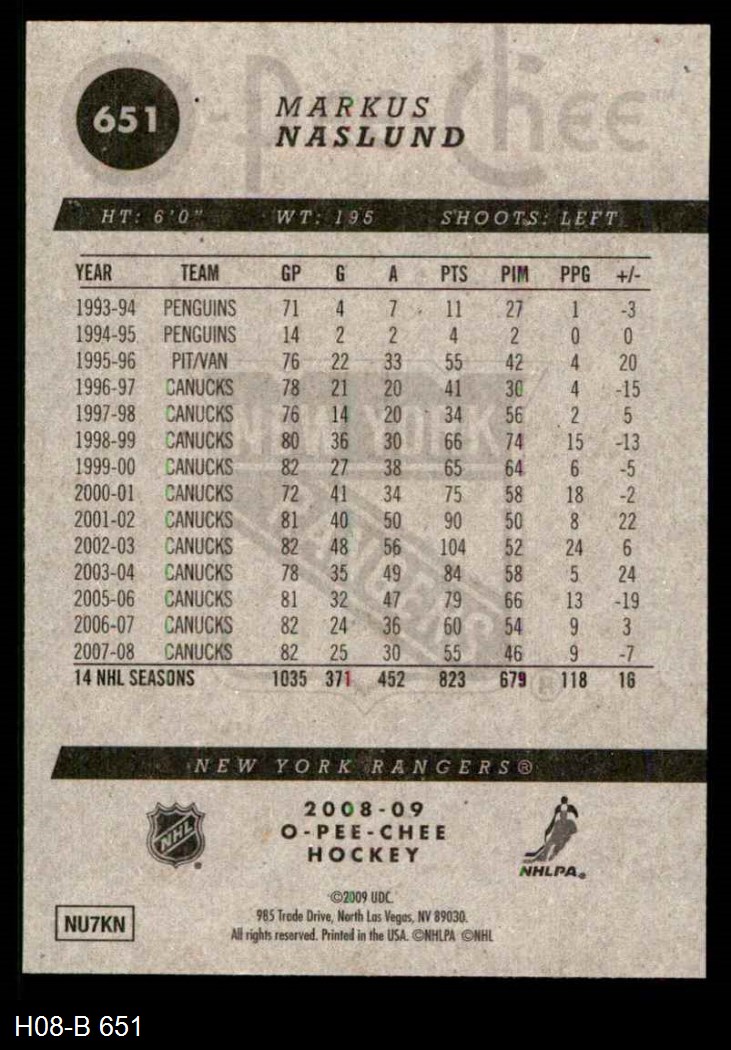 O-Pee-Chee™
651
MARKUS
NASLUND
HT: 6'0" WT: 195 SHOOTS: LEFT
YEAR TEAM GP G A PTS PIM PPG +/-
1993-94 PENGUINS 71 4 7 11 27 1 -3
1994-95 PENGUINS 14 2 2 4 2 0 0
1995-96 PIT/VAN 76 22 33 55 42 4 20
1996-97 CANUCKS 78 21 20 41 30 4 -15
1997-98 CANUCKS 76 14 20 34 56 2 5
1998-99 CANUCKS 80 36 30 66 74 15 -13
1999-00 CANUCKS 82 27 38 65 64 6 -5
2000-01 CANUCKS 72 41 34 75 58 18 -2
2001-02 CANUCKS 81 40 50 90 50 8 22
2002-03 CANUCKS 82 48 56 104 52 24 6
2003-04 CANUCKS 78 35 49 84 58 5 24
2005-06 CANUCKS 81 32 47 79 66 13 -19
2006-07 CANUCKS 82 24 36 60 54 9 3
2007-08 CANUCKS 82 25 30 55 46 9 -7
14 NHL SEASONS 1035 371 452 823 679 118 16
NEW YORK
RANGERS
®
NEW YORK RANGERS®
NHL
2008-09
O-PEE-CHEE
HOCKEY
NHLPA®
©2009 UDC.
985 Trade Drive, North Las Vegas, NV 89030.
All rights reserved. Printed in the USA. ©NHLPA ©NHL
NU7KN
H08-B 651